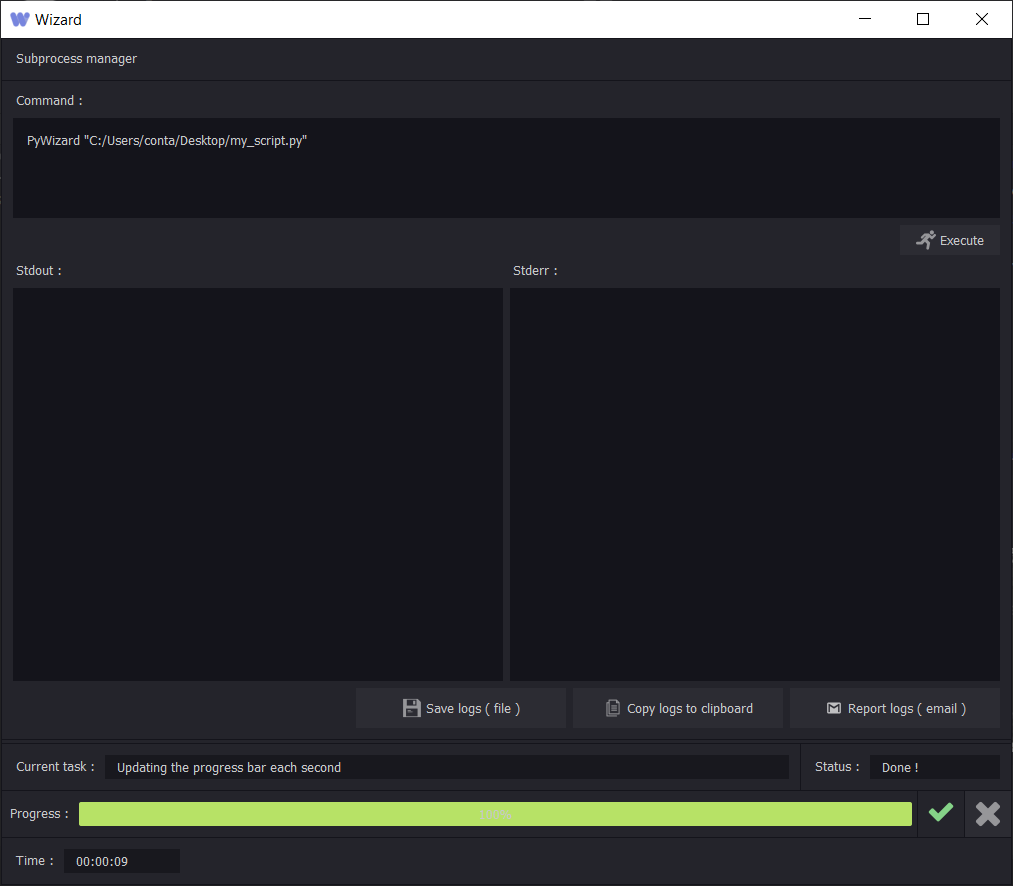 Wizard
Subprocess manager
Command :
PyWizard "C:/Users/conta/Desktop/my_script.py"
Execute
Stdout :
Stderr :
Save logs ( file )
Copy logs to clipboard
Report logs ( email )
Current task :
Updating the progress bar each second
Status :
Done !
Progress :
100%
Time :
00:00:09